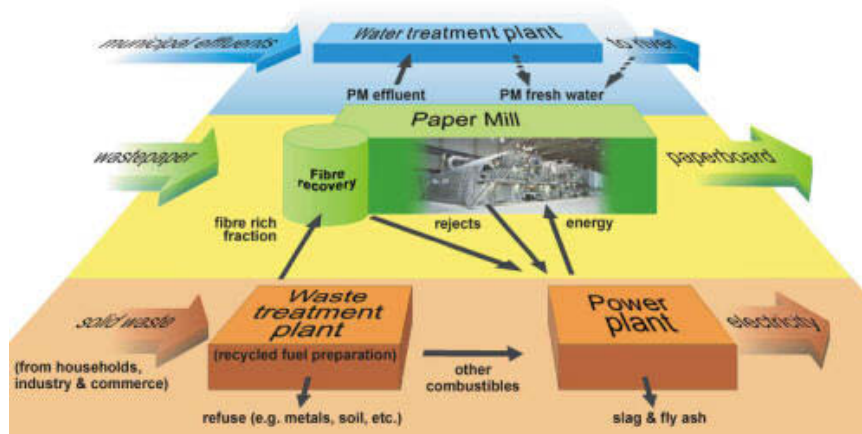 municipal effluents
Water treatment plant
to river
PM effluent
PM fresh water
Paper Mill
wastepaper
Fibre
recovery
paperboard
fibre rich
fraction
rejects
energy
solid waste
Waste
treatment
plant
(recycled fuel preparation)
Power
plant
electricity
(from households,
industry & commerce)
other
combustibles
refuse (e.g. metals, soil, etc.)
slag & fly ash